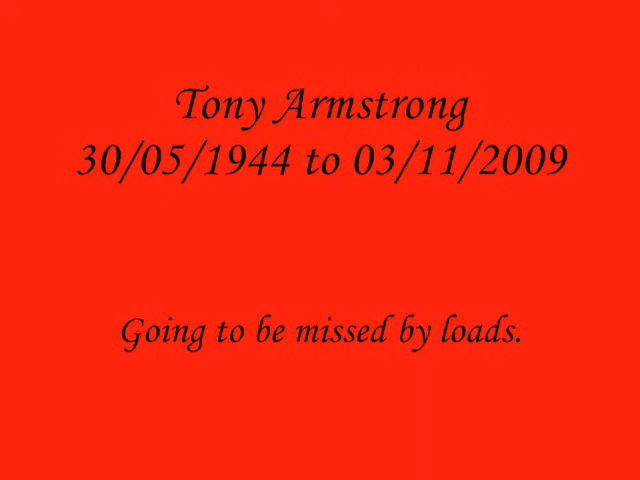 Tony Armstrong
30/05/1944 to 03/11/2009
Going to be missed by loads.